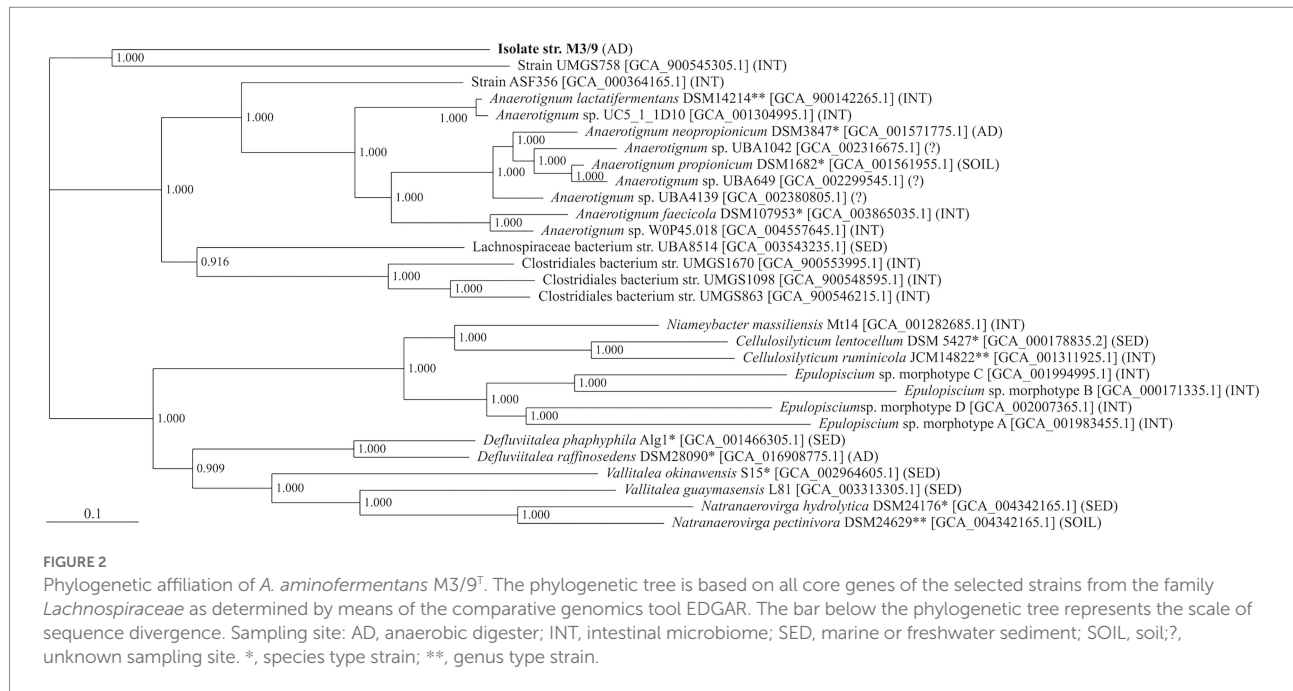 Isolate str. M3/9 (AD)
1.000
Strain UMGS758 [GCA_900545305.1] (INT)
Strain ASF356 [GCA_000364165.1] (INT)
Anaerotignum lactatifermentans DSM14214** [GCA_900142265.1] (INT)
1.000
1.000
Anaerotignum sp. UC5_1_1D10 [GCA_001304995.1] (INT)
Anaerotignum neopropionicum DSM3847* [GCA_001571775.1] (AD)
1.000
Anaerotignum sp. UBA1042 [GCA_002316675.1] (?)
1.000
1.000
Anaerotignum propionicum DSM1682* [GCA_001561955.1] (SOIL)
1.000
1.000
Anaerotignum sp. UBA649 [GCA_002299545.1] (?)
1.000
1.000
Anaerotignum sp. UBA4139 [GCA_002380805.1] (?)
Anaerotignum faecicola DSM107953* [GCA_003865035.1] (INT)
1.000
Anaerotignum sp. W0P45.018 [GCA_004557645.1] (INT)
Lachnospiraceae bacterium str. UBA8514 [GCA_003543235.1] (SED)
0.916
Clostridiales bacterium str. UMGS1670 [GCA_900553995.1] (INT)
1.000
Clostridiales bacterium str. UMGS1098 [GCA_900548595.1] (INT)
1.000
Clostridiales bacterium str. UMGS863 [GCA_900546215.1] (INT)
Niameybacter massiliensis Mt14 [GCA_001282685.1] (INT)
1.000
Cellulosilyticum lentocellum DSM 5427* [GCA_000178835.2] (SED)
1.000
Cellulosilyticum ruminicola JCM14822** [GCA_001311925.1] (INT)
1.000
Epulopiscium sp. morphotype C [GCA_001994995.1] (INT)
1.000
Epulopiscium sp. morphotype B [GCA_000171335.1] (INT)
1.000
Epulopisciumsp. morphotype D [GCA_002007365.1] (INT)
1.000
1.000
Epulopiscium sp. morphotype A [GCA_001983455.1] (INT)
Defluviitalea phaphyphila Alg1* [GCA_001466305.1] (SED)
1.000
Defluviitalea raffinosedens DSM28090* [GCA_016908775.1] (AD)
0.909
Vallitalea okinawensis S15* [GCA_002964605.1] (SED)
1.000
Vallitalea guaymasensis L81 [GCA_003313305.1] (SED)
1.000
Natranaerovirga hydrolytica DSM24176* [GCA_004342165.1] (SED)
0.1
1.000
Natranaerovirga pectinivora DSM24629** [GCA_004342165.1] (SOIL)
FIGURE 2
Phylogenetic affiliation of A. aminofermentans M3/9ᵀ. The phylogenetic tree is based on all core genes of the selected strains from the family
Lachnospiraceae as determined by means of the comparative genomics tool EDGAR. The bar below the phylogenetic tree represents the scale of
sequence divergence. Sampling site: AD, anaerobic digester; INT, intestinal microbiome; SED, marine or freshwater sediment; SOIL, soil;?,
unknown sampling site. *, species type strain; **, genus type strain.